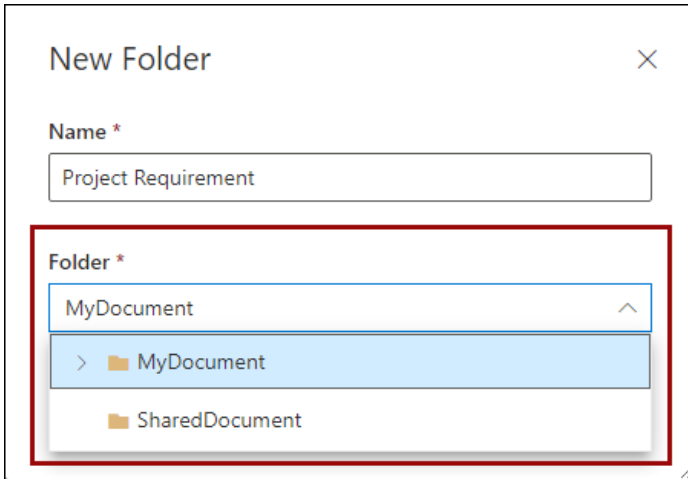 New Folder
Name *
Project Requirement
Folder *
MyDocument
MyDocument
SharedDocument